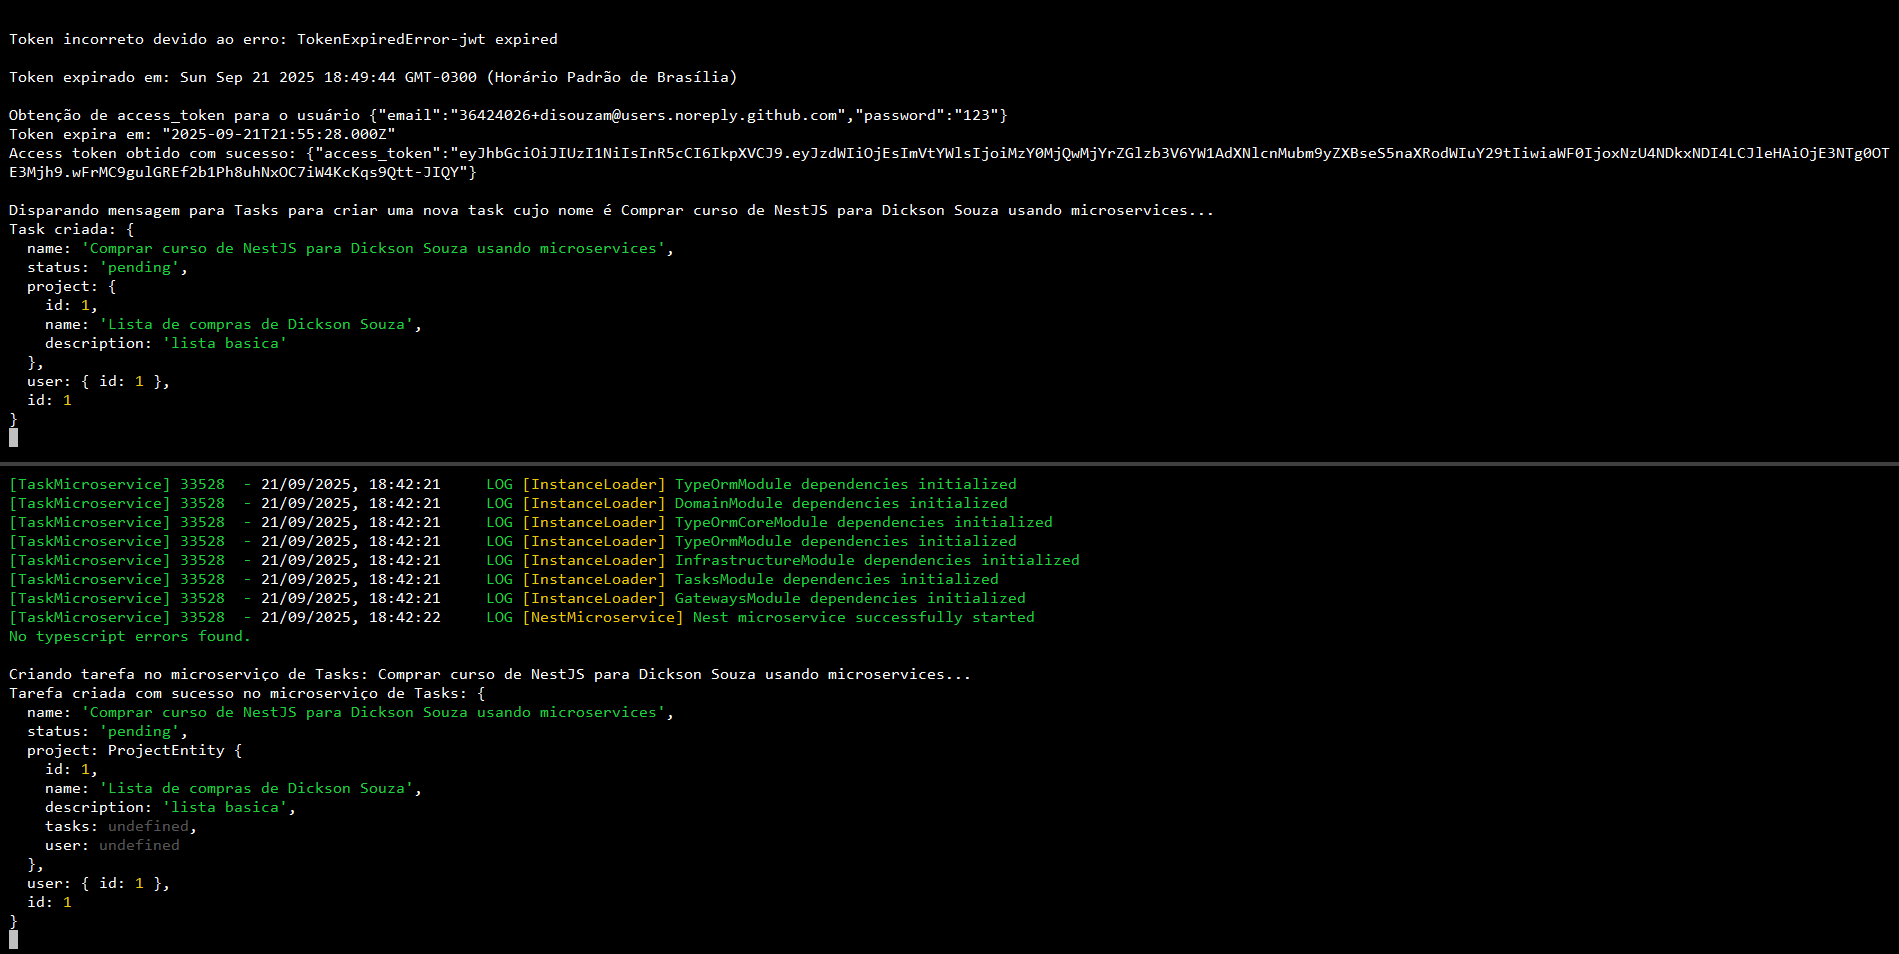 Token incorreto devido ao erro: TokenExpiredError-jwt expired
Token expirado em: Sun Sep 21 2025 18:49:44 GMT-0300 (Horário Padrão de Brasília)
Obtenção de access_token para o usuário {"email":"36424026+disouzam@users.noreply.github.com","password":"123"}
Token expira em: "2025-09-21T21:55:28.000Z"
Access token obtido com sucesso: {"access_token":"eyJhbGciOiJIUzI1NiIsInR5cCI6IkpXVCJ9.eyJzdWIiOjEsImVtYWlsIjoiMzY0MjQwMjYrZGlzb3V6YW1AdXNlcnMubm9yZXBseS5naXRodWIuY29tIiwiaWF0IjoxNzU4NDkxNDI4LCJleHAiOjE3NTg0OT
E3Mjh9.wFrMC9gulGREf2b1Ph8uhNxOC7iW4KcKqs9Qtt-JIQY"}
Disparando mensagem para Tasks para criar uma nova task cujo nome é Comprar curso de NestJS para Dickson Souza usando microservices...
Task criada: {
  name: 'Comprar curso de NestJS para Dickson Souza usando microservices',
  status: 'pending',
  project: {
    id: 1,
    name: 'Lista de compras de Dickson Souza',
    description: 'lista basica'
  },
  user: { id: 1 },
  id: 1
}
[TaskMicroservice] 33528  - 21/09/2025, 18:42:21     LOG [InstanceLoader] TypeOrmModule dependencies initialized
[TaskMicroservice] 33528  - 21/09/2025, 18:42:21     LOG [InstanceLoader] DomainModule dependencies initialized
[TaskMicroservice] 33528  - 21/09/2025, 18:42:21     LOG [InstanceLoader] TypeOrmCoreModule dependencies initialized
[TaskMicroservice] 33528  - 21/09/2025, 18:42:21     LOG [InstanceLoader] TypeOrmModule dependencies initialized
[TaskMicroservice] 33528  - 21/09/2025, 18:42:21     LOG [InstanceLoader] InfrastructureModule dependencies initialized
[TaskMicroservice] 33528  - 21/09/2025, 18:42:21     LOG [InstanceLoader] TasksModule dependencies initialized
[TaskMicroservice] 33528  - 21/09/2025, 18:42:21     LOG [InstanceLoader] GatewaysModule dependencies initialized
[TaskMicroservice] 33528  - 21/09/2025, 18:42:22     LOG [NestMicroservice] Nest microservice successfully started
No typescript errors found.
Criando tarefa no microserviço de Tasks: Comprar curso de NestJS para Dickson Souza usando microservices...
Tarefa criada com sucesso no microserviço de Tasks: {
  name: 'Comprar curso de NestJS para Dickson Souza usando microservices',
  status: 'pending',
  project: ProjectEntity {
    id: 1,
    name: 'Lista de compras de Dickson Souza',
    description: 'lista basica',
    tasks: undefined,
    user: undefined
  },
  user: { id: 1 },
  id: 1
}